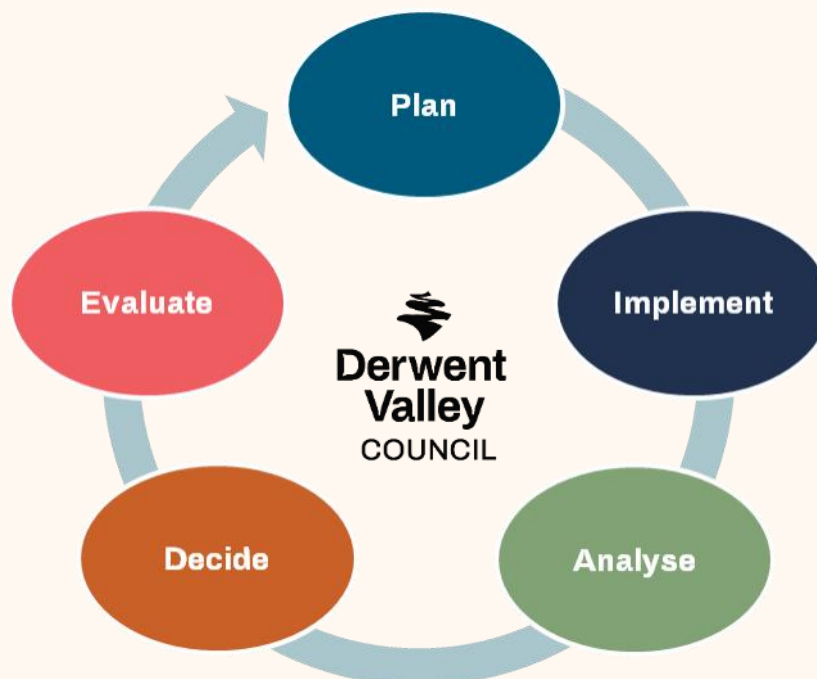 Plan
Implement
Analyse
Decide
Evaluate
Derwent
Valley
COUNCIL